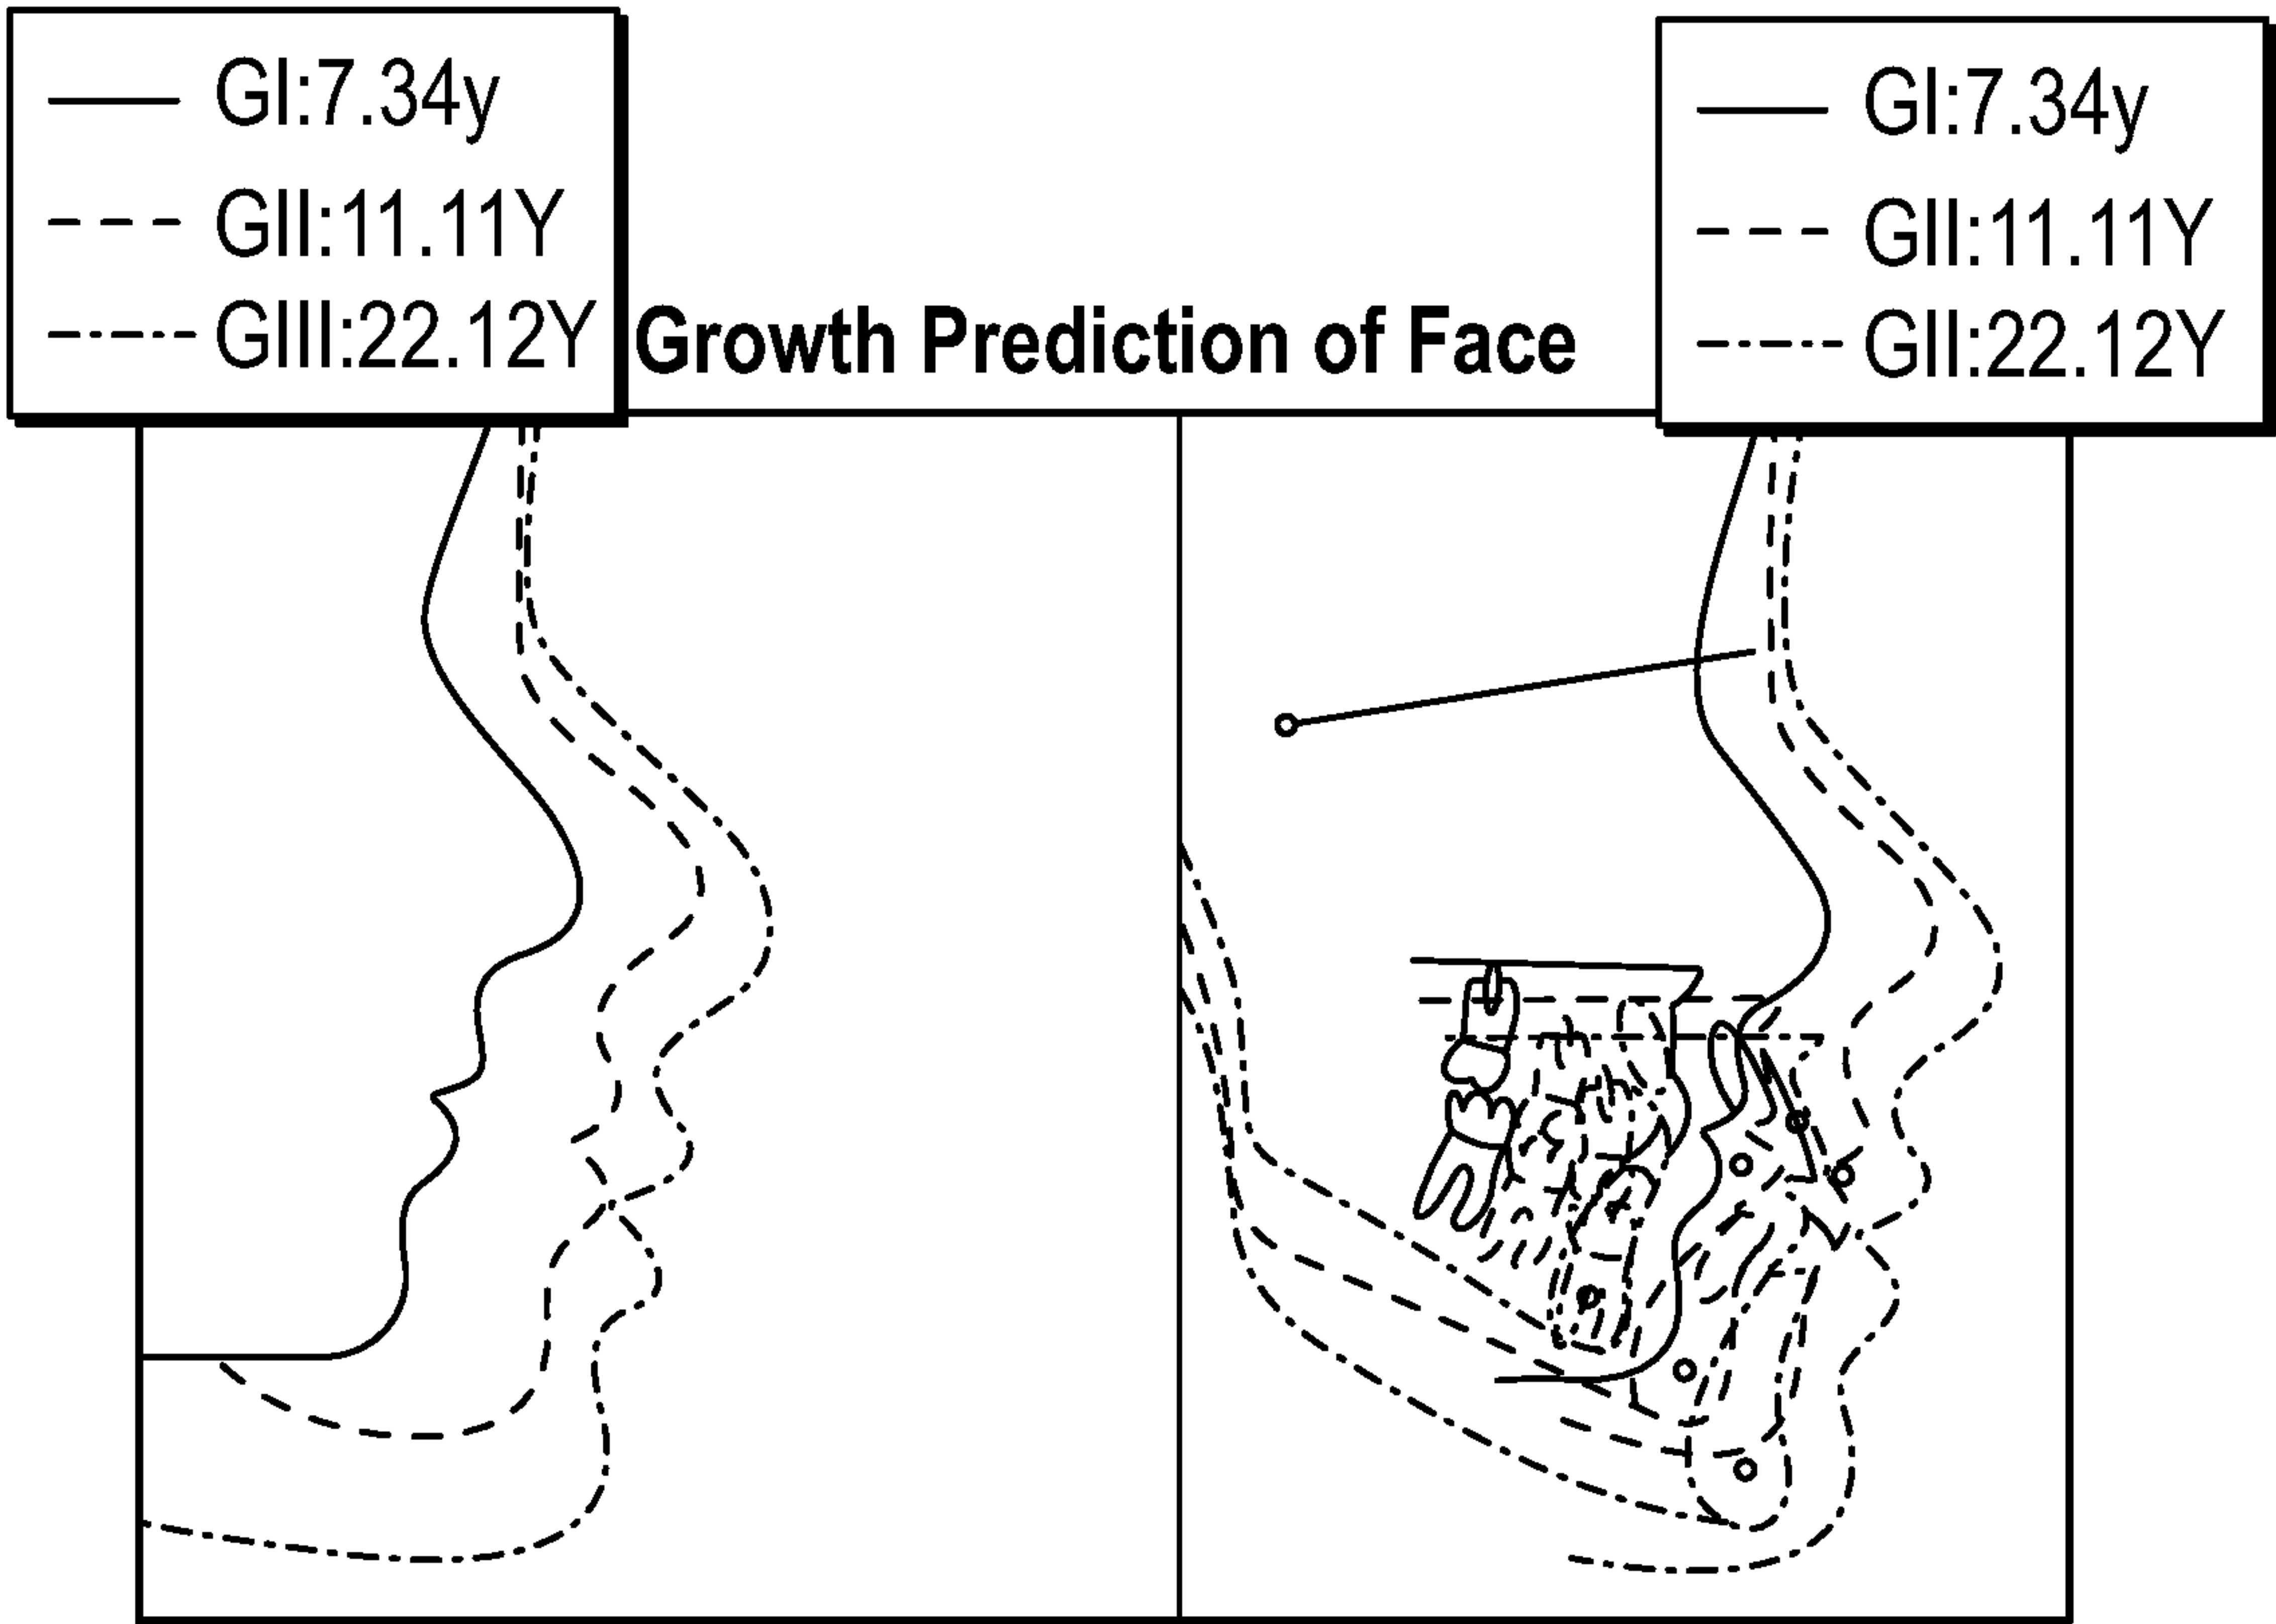 GI:7.34y
GII:11.11Y
GIII:22.12Y
Growth Prediction of Face
GI:7.34y
GII:11.11Y
GII:22.12Y